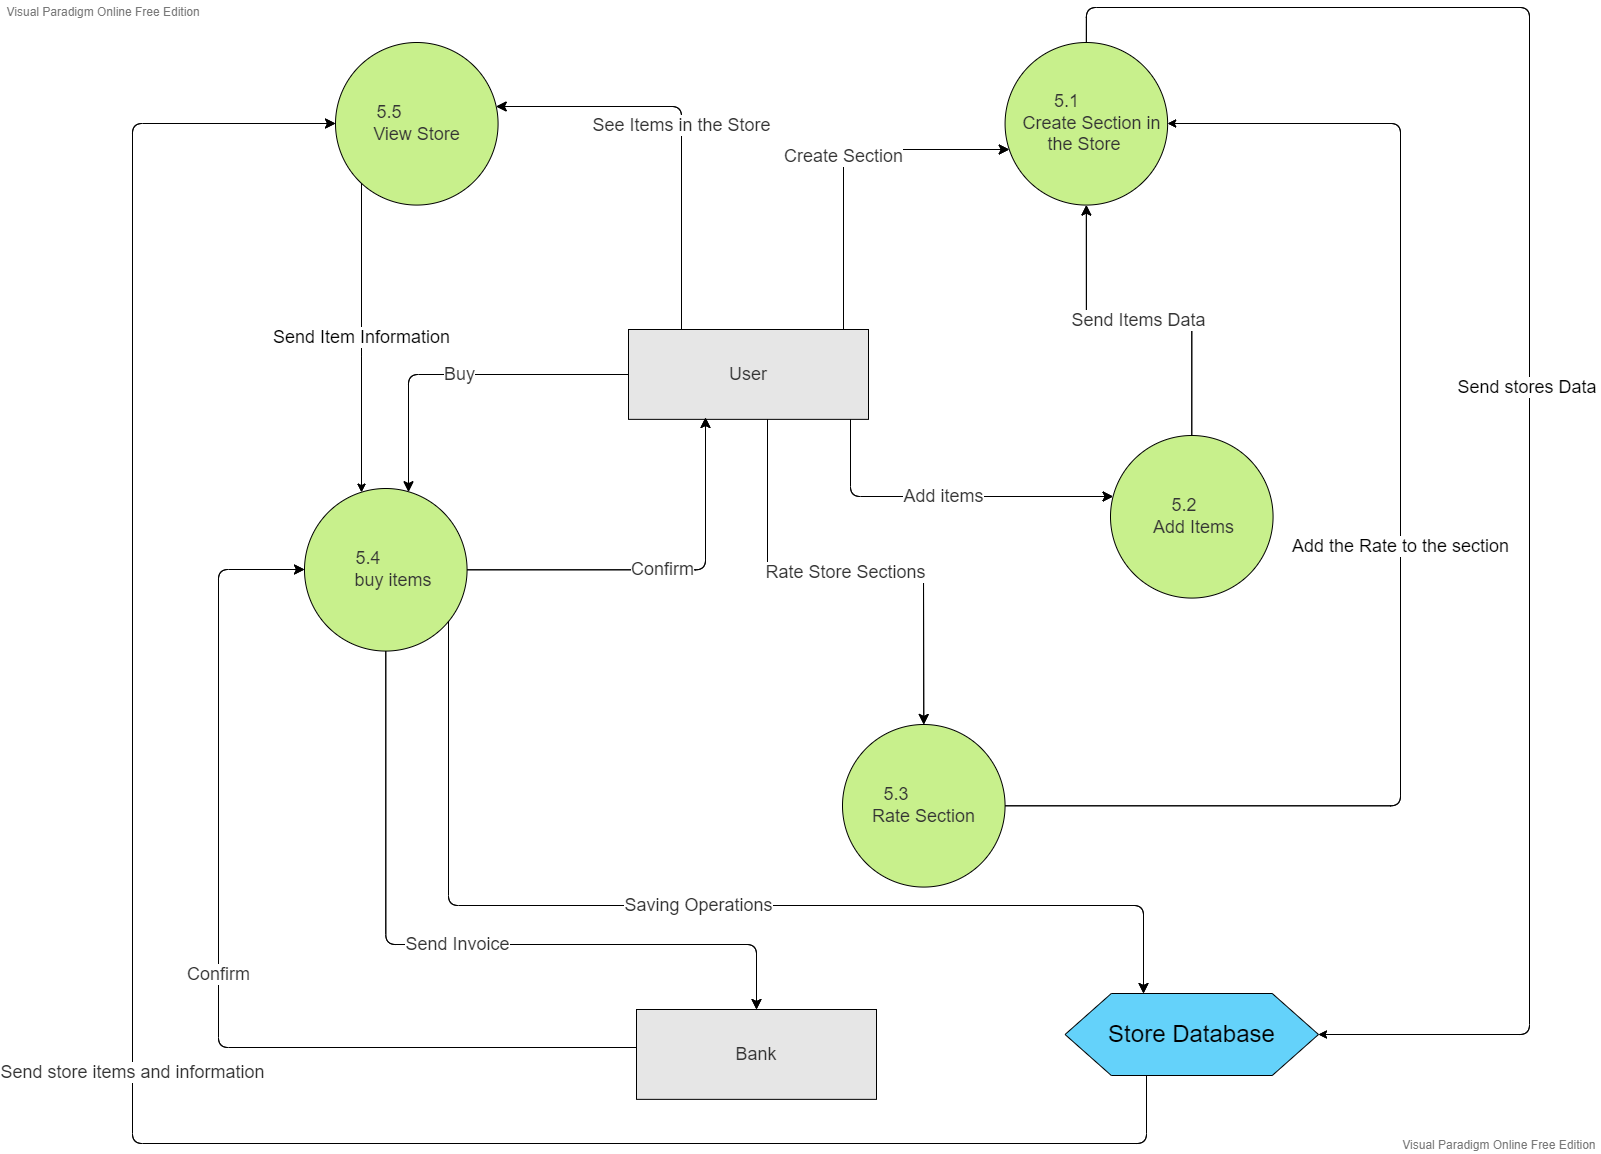 Visual Paradigm Online Free Edition
5.5
View Store
See Items in the Store
Create Section
5.1
Create Section in
the Store
Send Item Information
Buy
User
Send Items Data
Send stores Data
Add items
5.2
Add Items
Add the Rate to the section
5.4
buy items
Confirm
Rate Store Sections
5.3
Rate Section
Saving Operations
Send Invoice
Confirm
Bank
Store Database
Send store items and information
Visual Paradigm Online Free Edition